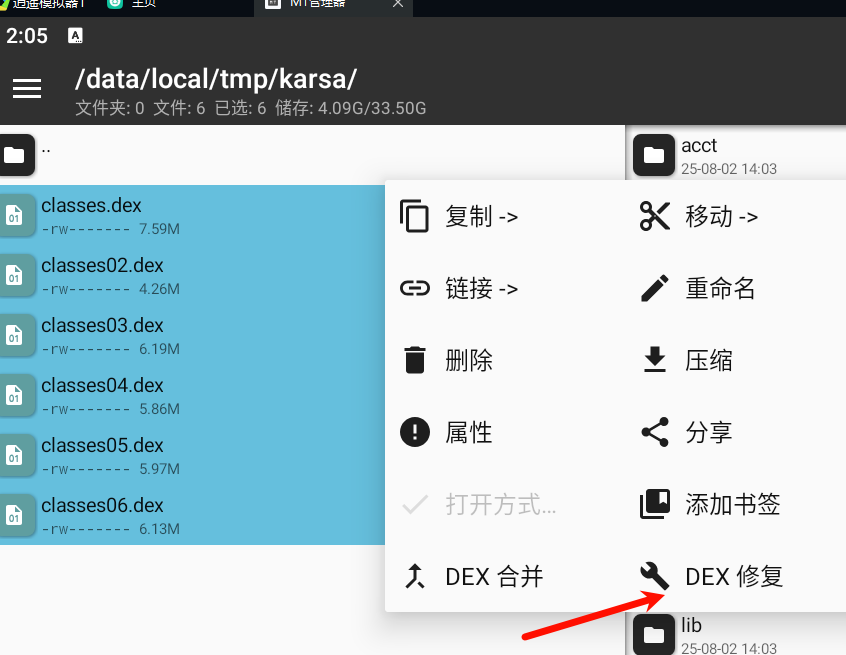 逍遥模拟器1
主页
MT管理器
2:05
A
/data/local/tmp/karsa/
文件夹: 0 文件: 6 已选: 6 储存: 4.09G/33.50G
..
classes.dex
-rw------- 7.59M
classes02.dex
-rw------- 4.26M
classes03.dex
-rw------- 6.19M
classes04.dex
-rw------- 5.86M
classes05.dex
-rw------- 5.97M
classes06.dex
-rw------- 6.13M
acct
25-08-02 14:03
复制 ->
移动 ->
链接 ->
重命名
删除
压缩
属性
分享
打开方式...
添加书签
DEX 合并
DEX 修复
lib
25-08-02 14:03